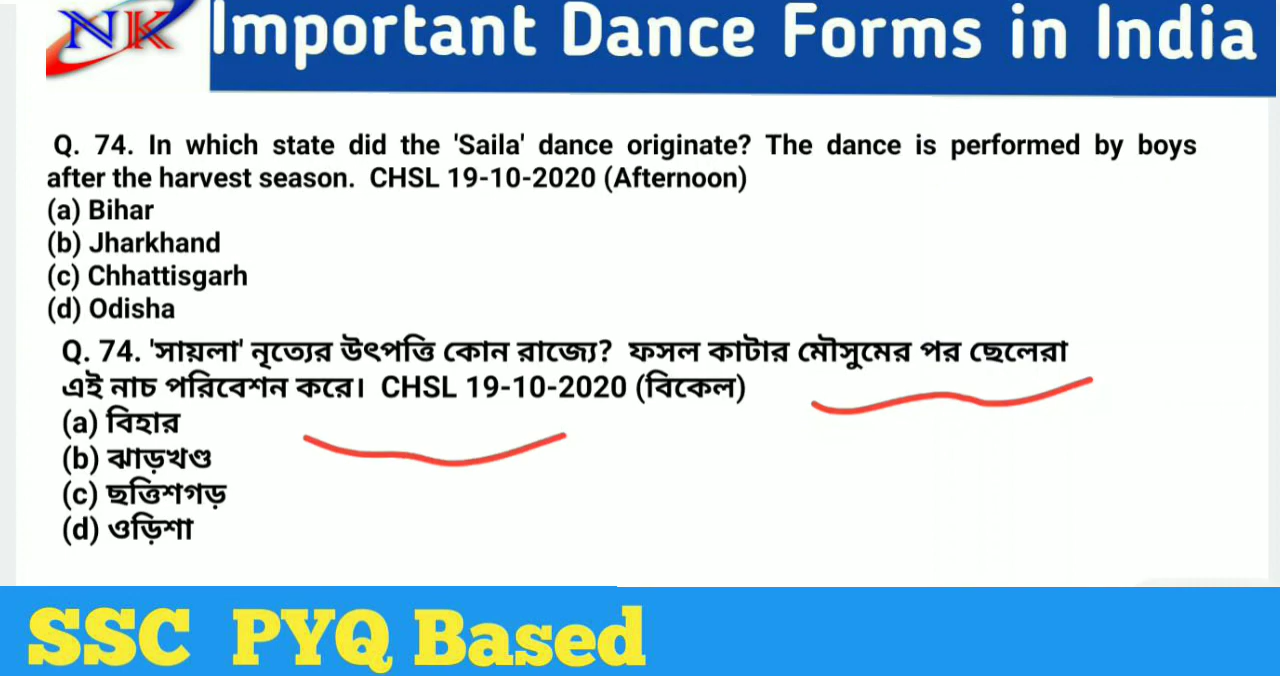 NK Important Dance Forms in India
Q. 74. In which state did the 'Saila' dance originate? The dance is performed by boys
after the harvest season. CHSL 19-10-2020 (Afternoon)
(a) Bihar
(b) Jharkhand
(c) Chhattisgarh
(d) Odisha
Q. 74. 'সায়লা' নৃত্যের উৎপত্তি কোন রাজ্যে? ফসল কাটার মৌসুমের পর ছেলেরা
এই নাচ পরিবেশন করে। CHSL 19-10-2020 (বিকেল)
(a) বিহার
(b) ঝাড়খণ্ড
(c) ছত্তিশগড়
(d) ওড়িশা
SSC PYQ Based